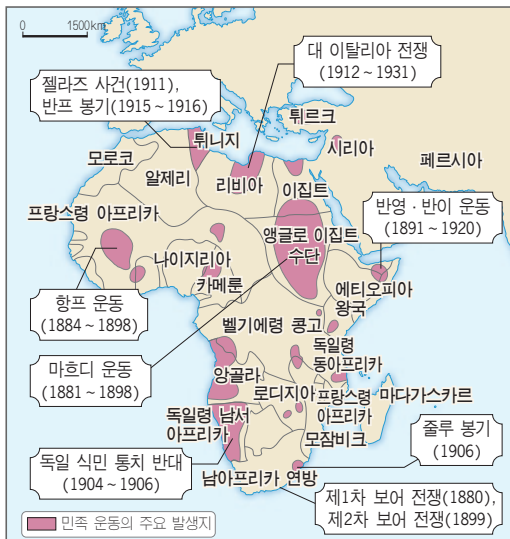 0 1500km
대 이탈리아 전쟁
(1912~1931)
젤라즈 사건(1911),
반프 봉기(1915~1916)
튀르크
튀니지
시리아
모로코
페르시아
알제리
리비아
이집트
프랑스령 아프리카
반영·반이 운동
(1891~1920)
앵글로 이집트
수단
나이지리아
카메룬
에티오피아
왕국
항프 운동
(1884~1898)
벨기에령 콩고
독일령
동아프리카
마흐디 운동
(1881~1898)
앙골라
로디지아
프랑스령
아프리카
마다가스카르
독일령 남서
아프리카
모잠비크
줄루 봉기
(1906)
독일 식민 통치 반대
(1904~1906)
남아프리카 연방
제1차 보어 전쟁(1880),
제2차 보어 전쟁(1899)
민족 운동의 주요 발생지